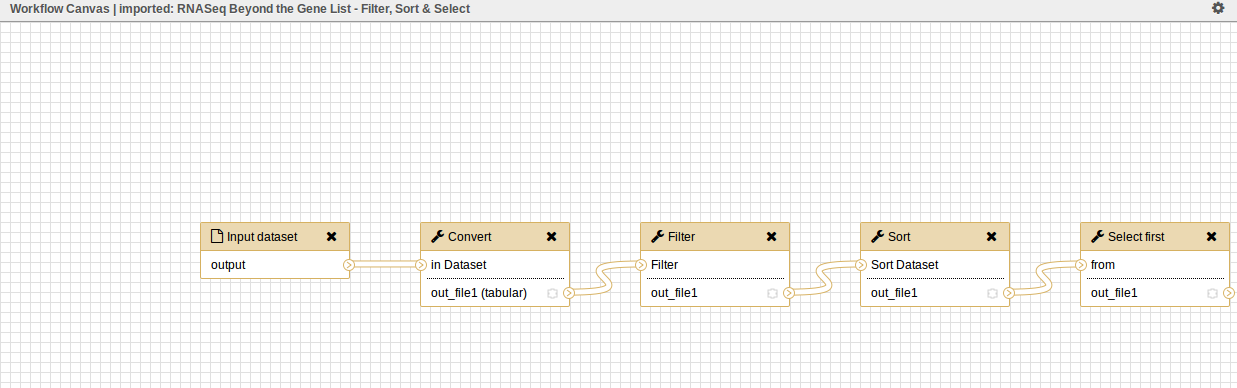 Workflow Canvas | imported: RNASeq Beyond the Gene List - Filter, Sort & Select
Input dataset
output
Convert
in Dataset
out_file1 (tabular)
Filter
Filter
out_file1
Sort
Sort Dataset
out_file1
Select first
from
out_file1